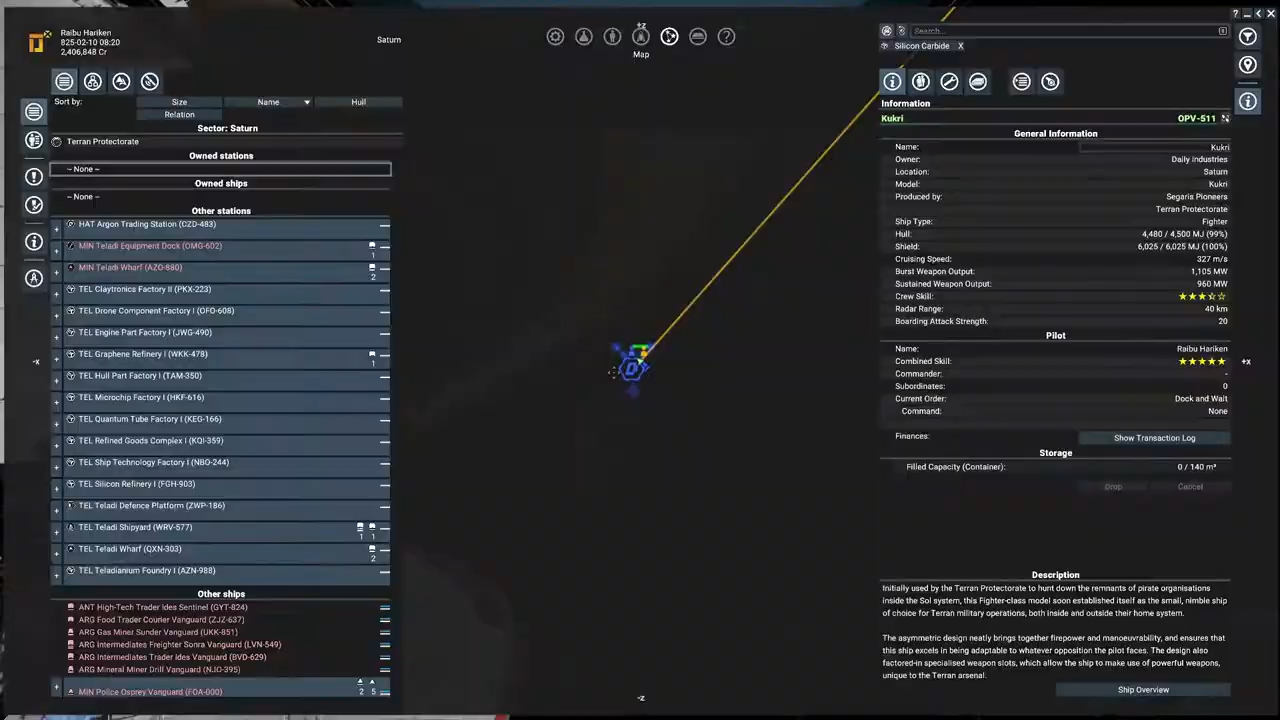 Raibu Hariken
825-02-10 08:20
2,406,848 Cr
Saturn
+Z
Map
? _ < X
Search...
Silicon Carbide X
Sort by:
Size
Name
Hull
Relation
Sector: Saturn
Terran Protectorate
Owned stations
– None –
Owned ships
– None –
Other stations
HAT Argon Trading Station (CZD-483)
MIN Teladi Equipment Dock (OMG-602)
1
MIN Teladi Wharf (AZO-880)
2
TEL Claytronics Factory II (PKX-223)
TEL Drone Component Factory I (OFO-608)
TEL Engine Part Factory I (JWG-490)
TEL Graphene Refinery I (WKK-478)
1
TEL Hull Part Factory I (TAM-350)
TEL Microchip Factory I (HKF-616)
TEL Quantum Tube Factory I (KEG-166)
TEL Refined Goods Complex I (KQI-359)
TEL Ship Technology Factory I (NBO-244)
TEL Silicon Refinery I (FGH-903)
TEL Teladi Defence Platform (ZWP-186)
TEL Teladi Shipyard (WRV-577)
1 1
TEL Teladi Wharf (QXN-303)
2
TEL Teladianium Foundry I (AZN-988)
Other ships
ANT High-Tech Trader Ides Sentinel (GYT-824)
ARG Food Trader Courier Vanguard (ZJZ-637)
ARG Gas Miner Sunder Vanguard (UKK-851)
ARG Intermediates Freighter Sonra Vanguard (LVN-549)
ARG Intermediates Trader Ides Vanguard (BVD-629)
ARG Mineral Miner Drill Vanguard (NJO-395)
MIN Police Osprey Vanguard (FOA-000)
2 5
-x
D
+x
-z
Information
Kukri OPV-511
General Information
Name: Kukri
Owner: Daily Industries
Location: Saturn
Model: Kukri
Produced by: Segaris Pioneers
Terran Protectorate
Ship Type: Fighter
Hull: 4,480 / 4,500 MJ (99%)
Shield: 6,025 / 6,025 MJ (100%)
Cruising Speed: 327 m/s
Burst Weapon Output: 1,105 MW
Sustained Weapon Output: 960 MW
Crew Skill: ★★★☆☆
Radar Range: 40 km
Boarding Attack Strength: 20
Pilot
Name: Raibu Hariken
Combined Skill: ★★★★★
Commander: -
Subordinates: 0
Current Order: Dock and Wait
Command: None
Finances: Show Transaction Log
Storage
Filled Capacity (Container): 0 / 140 m³
Drop Cancel
Description
Initially used by the Terran Protectorate to hunt down the remnants of pirate organisations
inside the Sol system, this Fighter-class model soon established itself as the small, nimble ship
of choice for Terran military operations, both inside and outside their home system.
The asymmetric design neatly brings together firepower and manoeuvrability, and ensures that
this ship excels in being adaptable to whatever opposition the pilot faces. The design also
factored-in specialised weapon slots, which allow the ship to make use of powerful weapons,
unique to the Terran arsenal.
Ship Overview